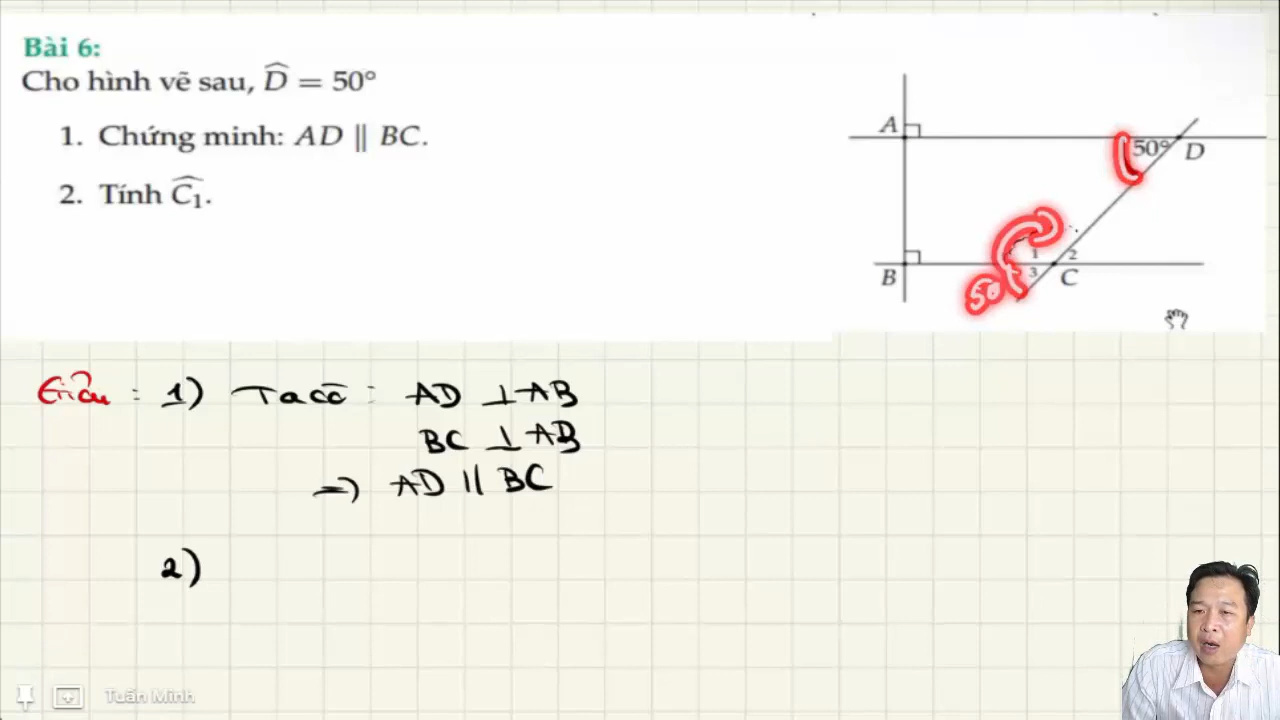 Bài 6:
Cho hình vẽ sau, D̂ = 50°
1. Chứng minh: AD ∥ BC.
2. Tính Ĉ₁.
A
50°
D
1
2
B
3
C
50
Giải : 1) Ta có : AD ⊥ AB
BC ⊥ AB
=> AD // BC
2)
Tuấn Minh